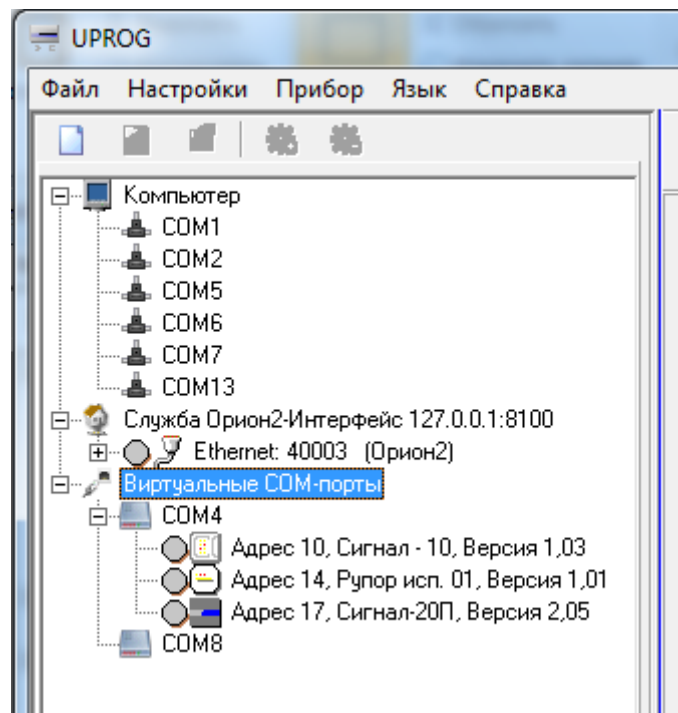 UPROG
Файл Настройки Прибор Язык Справка
Компьютер
COM1
COM2
COM5
COM6
COM7
COM13
Служба Орион2-Интерфейс 127.0.0.1:8100
Ethernet: 40003 (Орион2)
Виртуальные COM-порты
COM4
Адрес 10, Сигнал - 10, Версия 1,03
Адрес 14, Рупор исп. 01, Версия 1,01
Адрес 17, Сигнал-20П, Версия 2,05
COM8